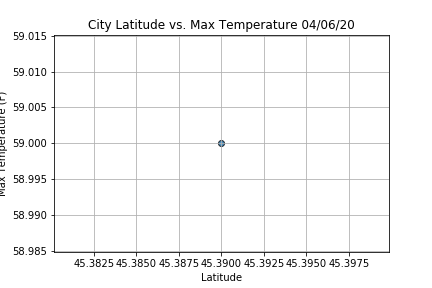 City Latitude vs. Max Temperature 04/06/20
59.015
59.010
59.005
59.000
58.995
58.990
58.985
Max Temperature (F)
45.3825 45.3850 45.3875 45.3900 45.3925 45.3950 45.3975
Latitude